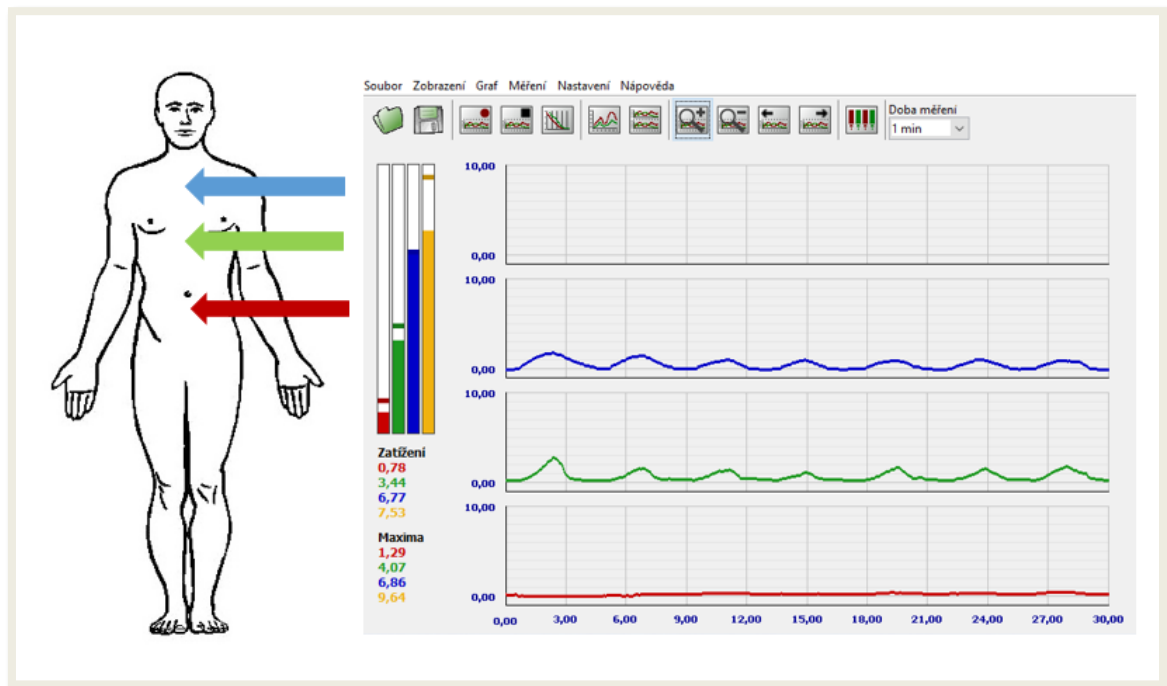 Soubor Zobrazení Graf Měření Nastavení Nápověda
Doba měření
1 min
10,00
0,00
10,00
0,00
10,00
0,00
10,00
0,00
0,00 3,00 6,00 9,00 12,00 15,00 18,00 21,00 24,00 27,00 30,00
Zatížení
0,78
3,44
6,77
7,53
Maxima
1,29
4,07
6,86
9,64